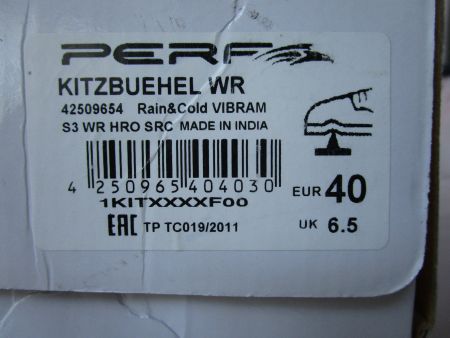 PERF
KITZBUEHEL WR
42509654 Rain&Cold VIBRAM
S3 WR HRO SRC MADE IN INDIA
4 250965 404030
EUR 40
1KITXXXXF00
EAC TP TC019/2011
UK 6.5